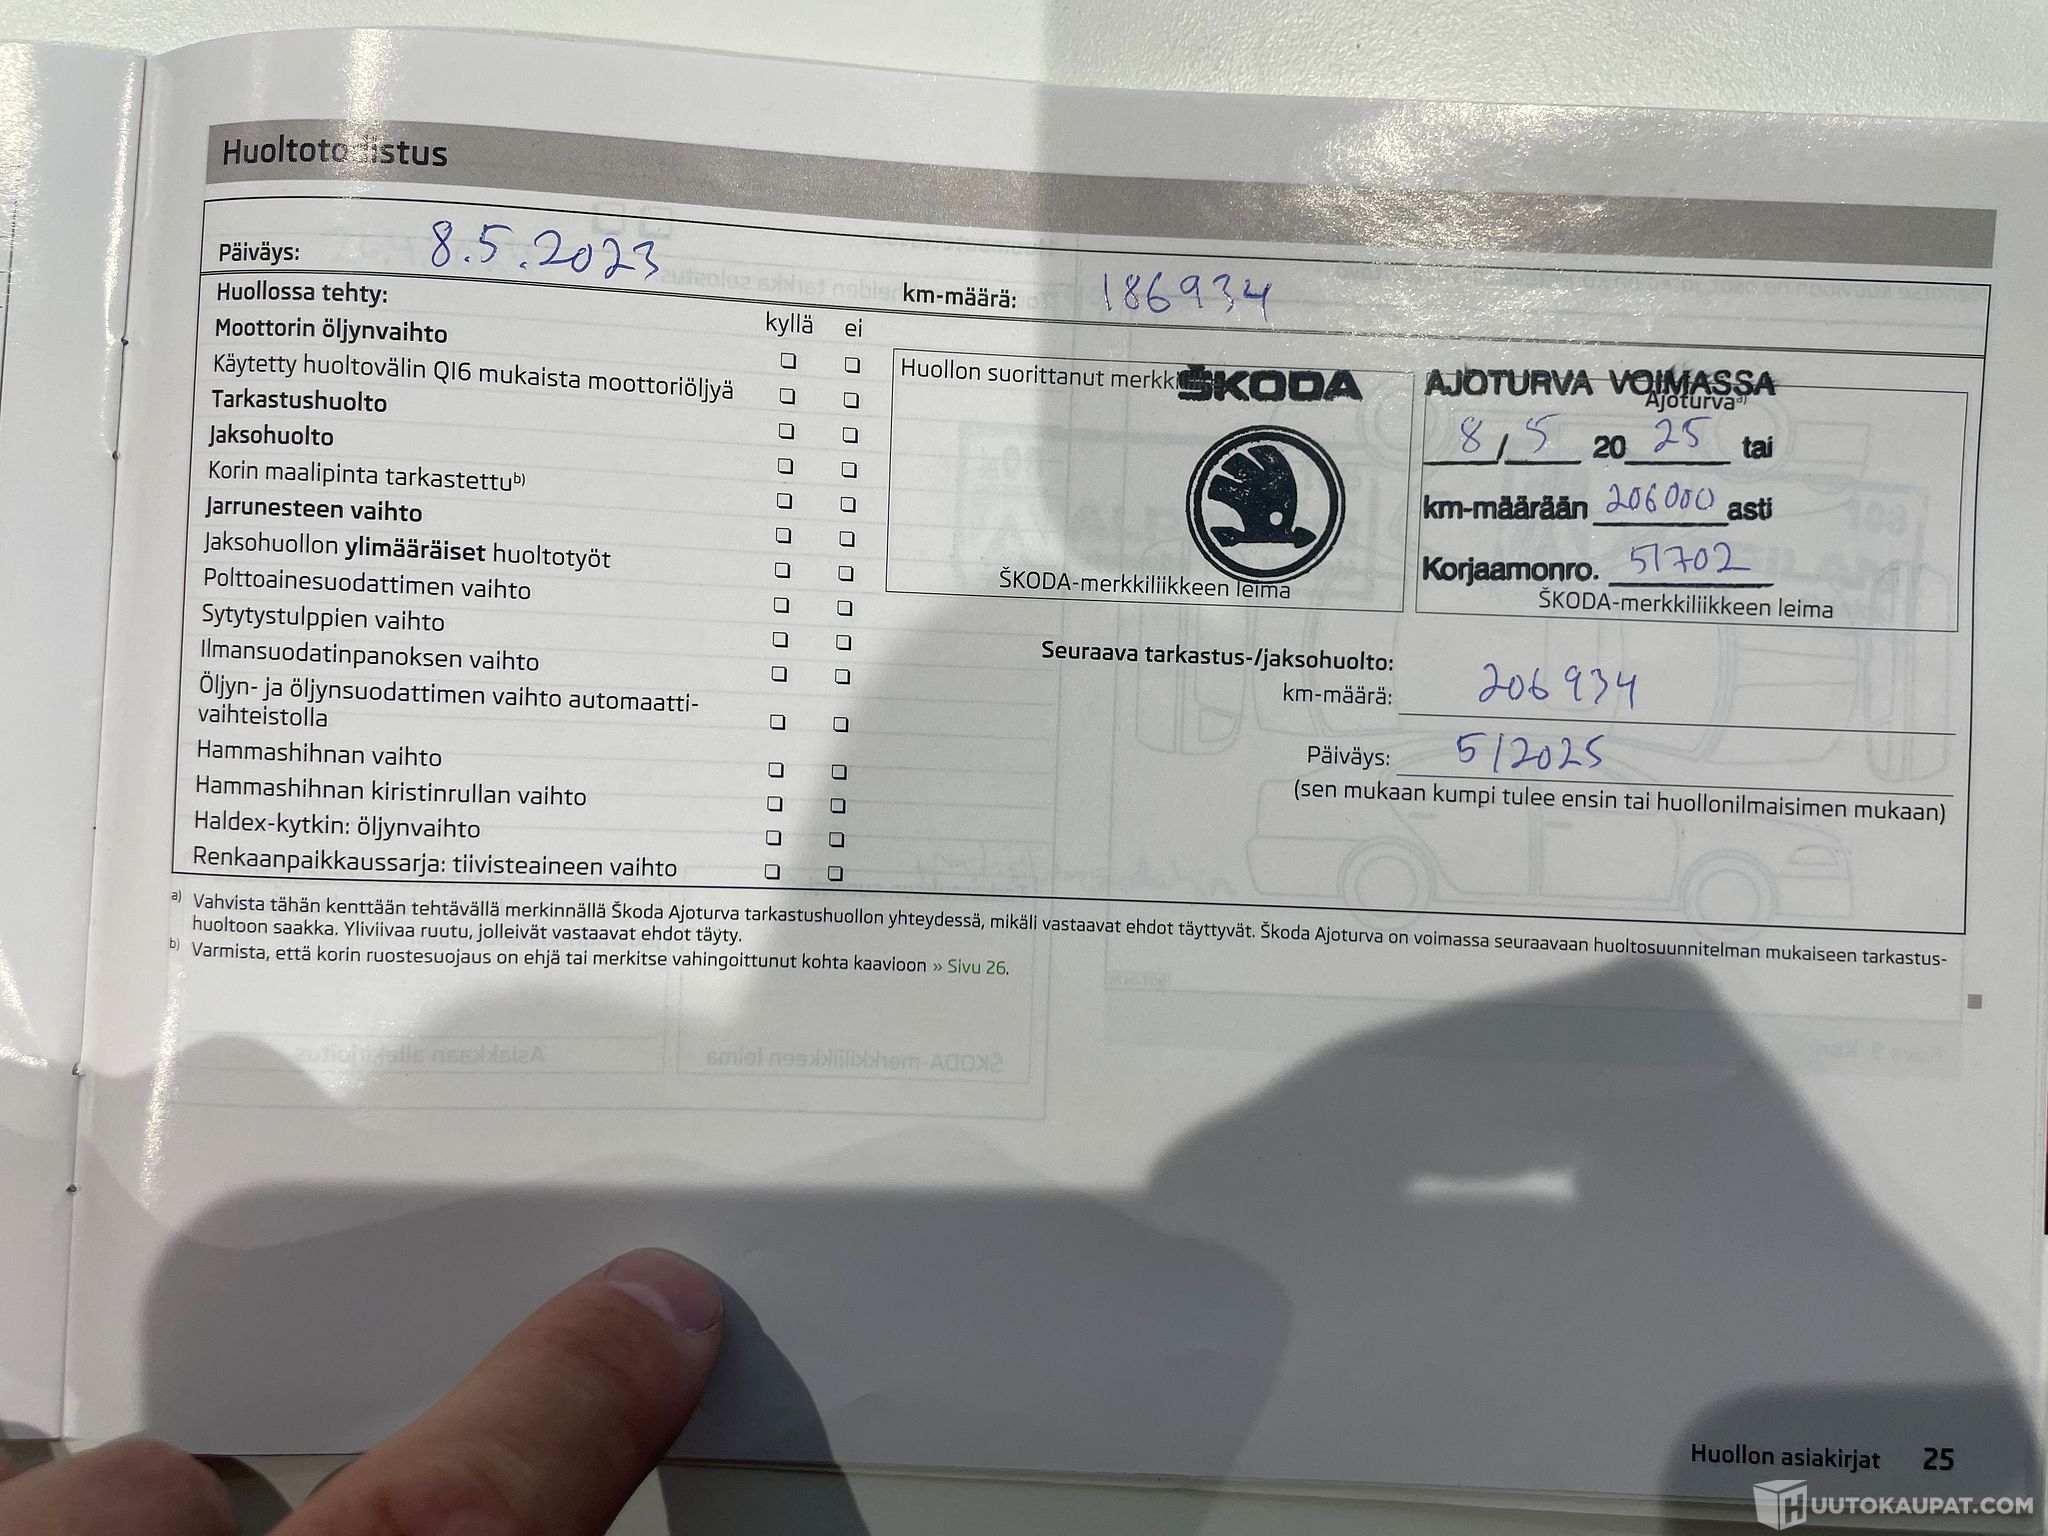 Huoltotodistus
Päiväys: 8.5.2023
km-määrä: 186934
Huollossa tehty:
kyllä ei
Moottorin öljynvaihto
Käytetty huoltovälin QI6 mukaista moottoriöljyä
Tarkastushuolto
Jaksohuolto
Korin maalipinta tarkastettu b)
Jarrunesteen vaihto
Jaksohuollon ylimääräiset huoltotyöt
Polttoainesuodattimen vaihto
Sytytystulppien vaihto
Ilmansuodatinpanoksen vaihto
Öljyn- ja öljynsuodattimen vaihto automaatti-
vaihteistolla
Hammashihnan vaihto
Hammashihnan kiristinrullan vaihto
Haldex-kytkin: öljynvaihto
Renkaanpaikkaussarja: tiivisteaineen vaihto
Huollon suorittanut
ŠKODA
ŠKODA-merkkiliikkeen leima
AJOTURVA VOIMASSA
Ajoturva a)
8 / 5 20 25 tai
km-määrään 206000 asti
Korjaamonro. 51702
ŠKODA-merkkiliikkeen leima
Seuraava tarkastus-/jaksohuolto:
km-määrä: 206934
Päiväys: 5/2025
(sen mukaan kumpi tulee ensin tai huollonilmaisimen mukaan)
a) Vahvista tähän kenttään tehtävällä merkinnällä Škoda Ajoturva tarkastushuollon yhteydessä, mikäli vastaavat ehdot täyttyvät. Škoda Ajoturva on voimassa seuraavaan huoltosuunnitelman mukaiseen tarkastus-
huoltoon saakka. Yliviivaa ruutu, jolleivät vastaavat ehdot täyty.
b) Varmista, että korin ruostesuojaus on ehjä tai merkitse vahingoittunut kohta kaavioon » Sivu 26.
Huollon asiakirjat 25
HUUTOKAUPAT.COM